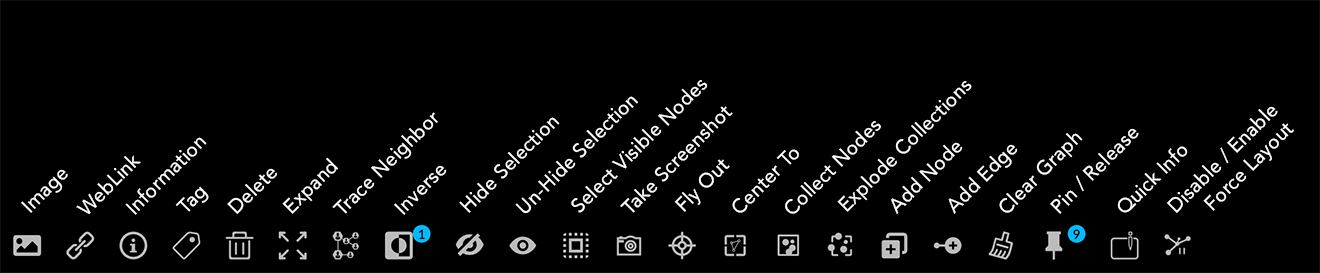 Image
WebLink
Information
Tag
Delete
Expand
Trace Neighbor
Inverse
Hide Selection
Un-Hide Selection
Select Visible Nodes
Take Screenshot
Fly Out
Center To
Collect Nodes
Explode Collections
Add Node
Add Edge
Clear Graph
Pin / Release
Quick Info
Disable / Enable
Force Layout
1
9